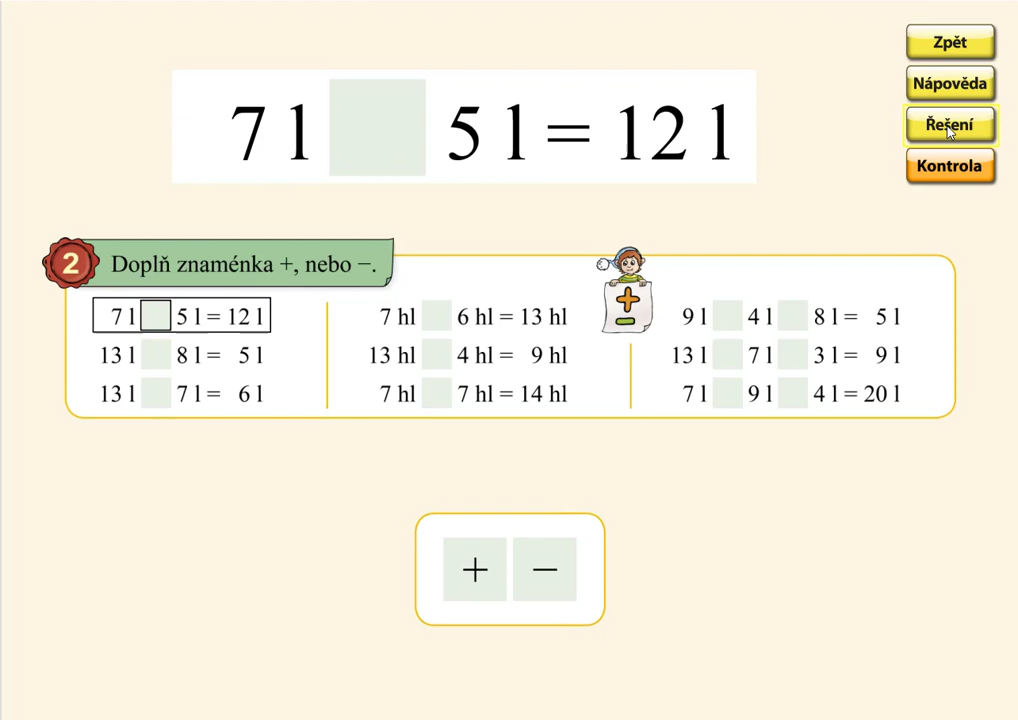 Zpět
Nápověda
Řešení
Kontrola
7 l 5 l = 12 l
2 Doplň znaménka +, nebo −.
+
−
7 l 5 l = 12 l
13 l 8 l = 5 l
13 l 7 l = 6 l
7 hl 6 hl = 13 hl
13 hl 4 hl = 9 hl
7 hl 7 hl = 14 hl
9 l 4 l 8 l = 5 l
13 l 7 l 3 l = 9 l
7 l 9 l 4 l = 20 l
+ −